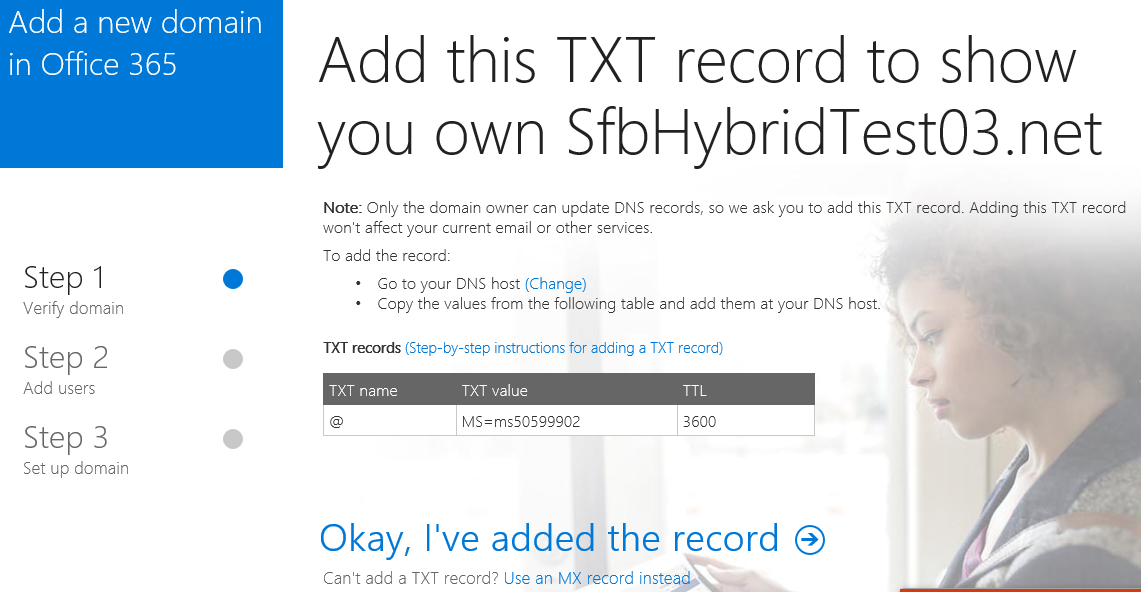 Add a new domain
in Office 365
Add this TXT record to show
you own SfbHybridTest03.net
Note: Only the domain owner can update DNS records, so we ask you to add this TXT record. Adding this TXT record
won't affect your current email or other services.
To add the record:
• Go to your DNS host (Change)
• Copy the values from the following table and add them at your DNS host.
Step 1
Verify domain
Step 2
Add users
Step 3
Set up domain
TXT records (Step-by-step instructions for adding a TXT record)
TXT name TXT value TTL
@ MS=ms50599902 3600
Okay, I've added the record
Can't add a TXT record? Use an MX record instead